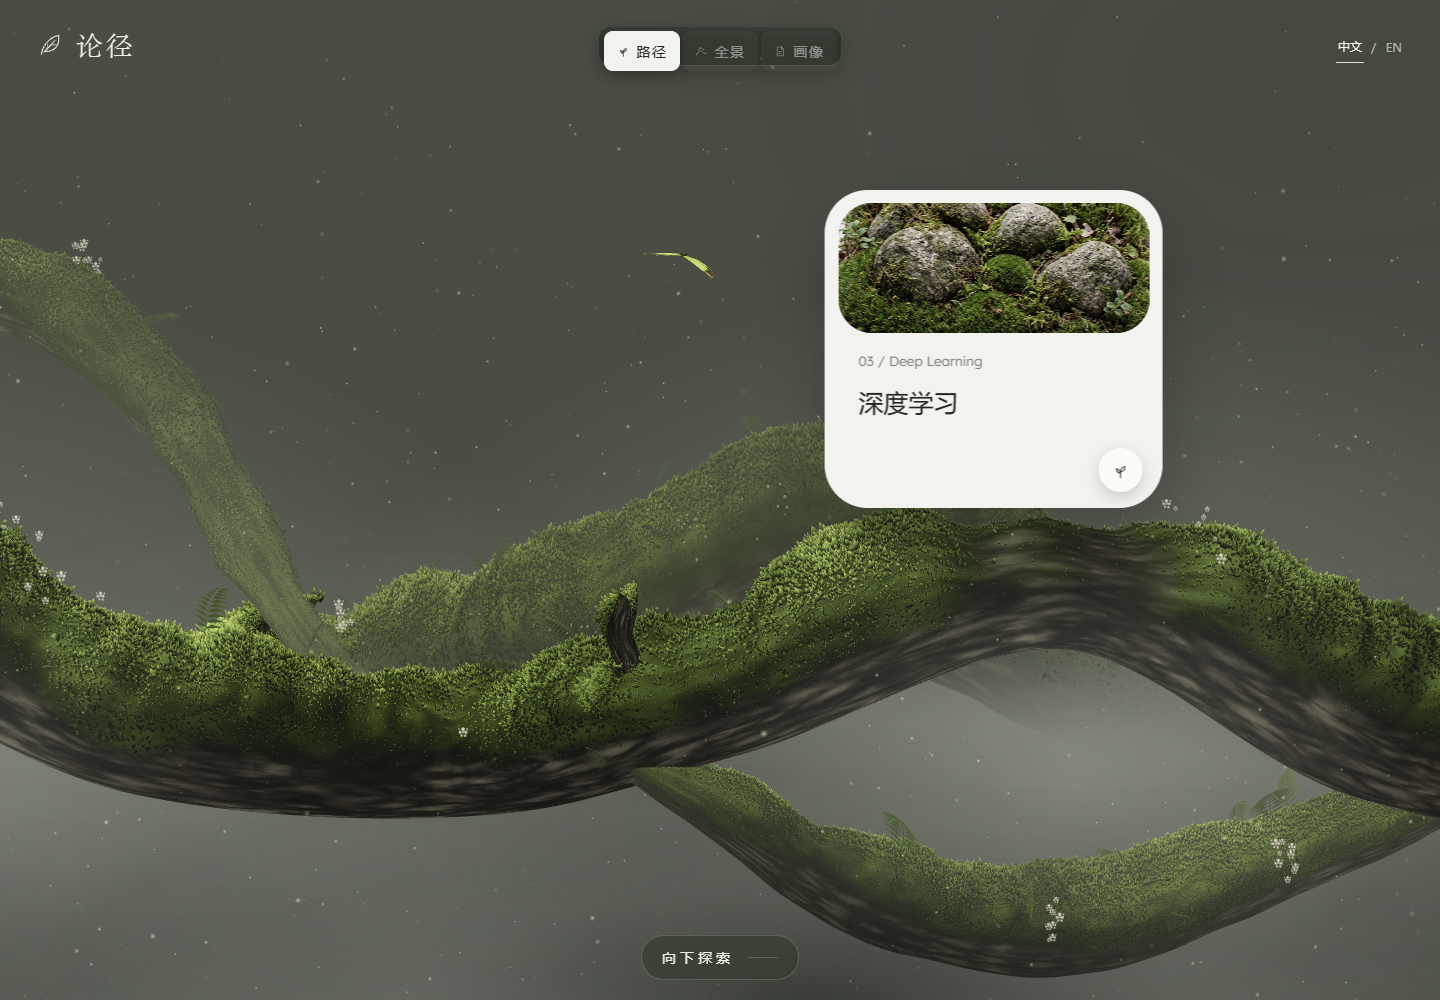 论径
路径
全景
画像
中文 / EN
03 / Deep Learning
深度学习
向下探索